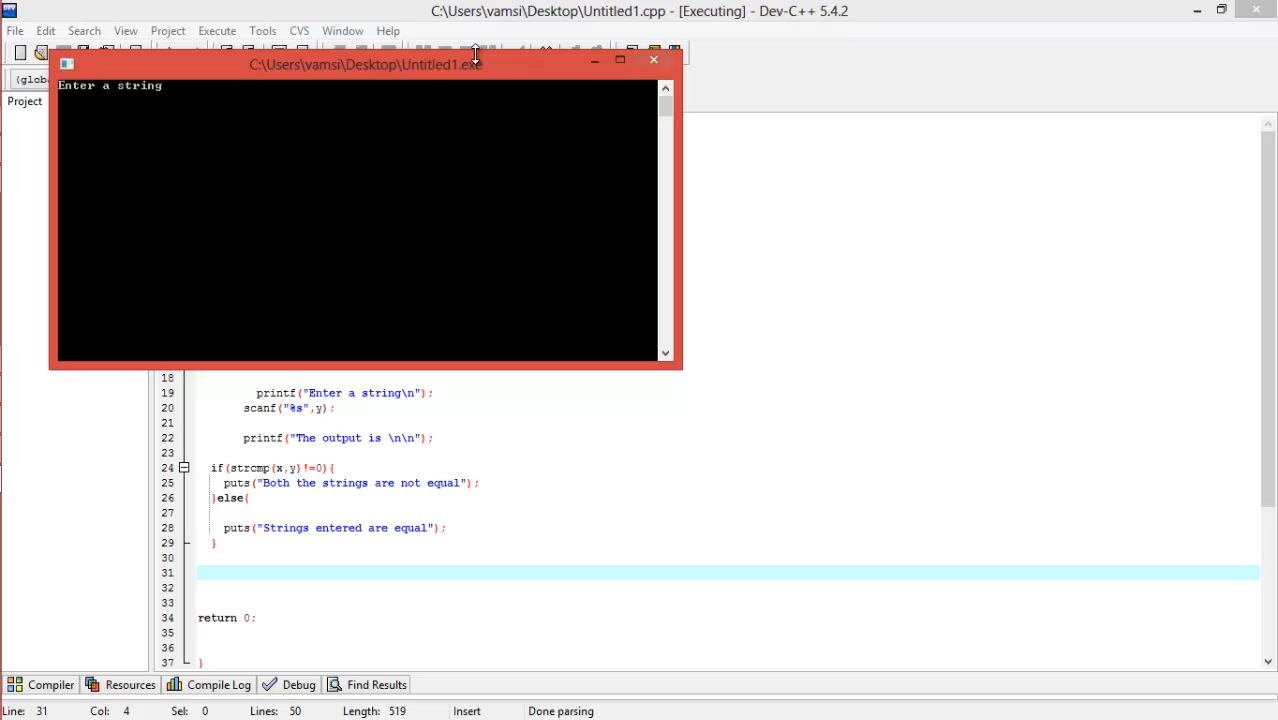 C:\Users\vamsi\Desktop\Untitled1.cpp - [Executing] - Dev-C++ 5.4.2
File Edit Search View Project Execute Tools CVS Window Help
C:\Users\vamsi\Desktop\Untitled1.exe
(globa
Enter a string
Project
18
19 printf("Enter a string\n");
20 scanf("%s",y);
21
22 printf("The output is \n\n");
23
24 if(strcmp(x,y)!=0){
25 puts("Both the strings are not equal");
26 }else{
27
28 puts("Strings entered are equal");
29 }
30
31
32
33
34 return 0;
35
36
37 }
Compiler Resources Compile Log Debug Find Results
Line: 31 Col: 4 Sel: 0 Lines: 50 Length: 519 Insert Done parsing